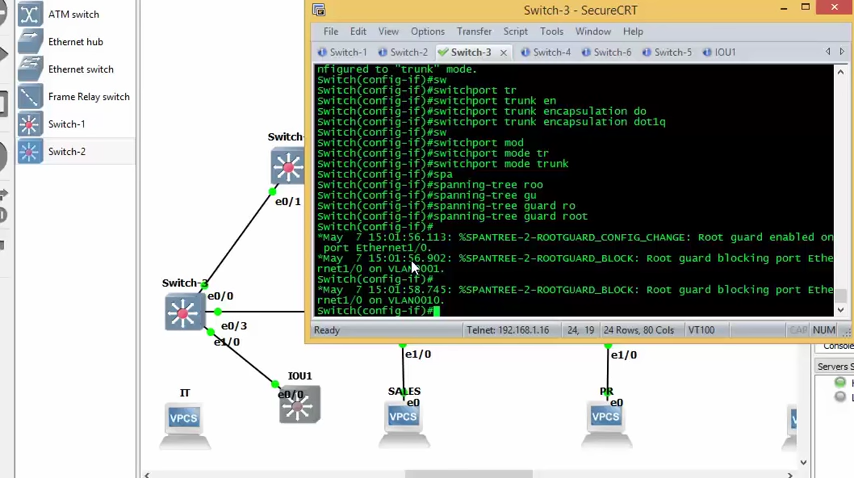 Switch-3 - SecureCRT
File Edit View Options Transfer Script Tools Window Help
Switch-1 Switch-2 Switch-3 Switch-4 Switch-6 Switch-5 IOU1
nfigured to "trunk" mode.
Switch(config-if)#sw
Switch(config-if)#switchport tr
Switch(config-if)#switchport trunk en
Switch(config-if)#switchport trunk encapsulation do
Switch(config-if)#switchport trunk encapsulation dot1q
Switch(config-if)#sw
Switch(config-if)#switchport mod
Switch(config-if)#switchport mode tr
Switch(config-if)#switchport mode trunk
Switch(config-if)#spa
Switch(config-if)#spanning-tree roo
Switch(config-if)#spanning-tree gu
Switch(config-if)#spanning-tree guard ro
Switch(config-if)#spanning-tree guard root
Switch(config-if)#
*May 7 15:01:56.113: %SPANTREE-2-ROOTGUARD_CONFIG_CHANGE: Root guard enabled on
port Ethernet1/0.
*May 7 15:01:56.902: %SPANTREE-2-ROOTGUARD_BLOCK: Root guard blocking port Ethe
rnet1/0 on VLAN0001.
Switch(config-if)#
*May 7 15:01:58.745: %SPANTREE-2-ROOTGUARD_BLOCK: Root guard blocking port Ethe
rnet1/0 on VLAN0010.
Switch(config-if)#
Ready Telnet: 192.168.1.16 24, 19 24 Rows, 80 Cols VT100 CAP NUM
ATM switch
Ethernet hub
Ethernet switch
Frame Relay switch
Switch-1
Switch-2
Switch-
e0/1
Switch-3
e0/0
e0/3
e1/0
IOU1
e0/0
IT
VPCS
e1/0
SALES
e0
VPCS
e1/0
PR
e0
VPCS
Console
Servers S